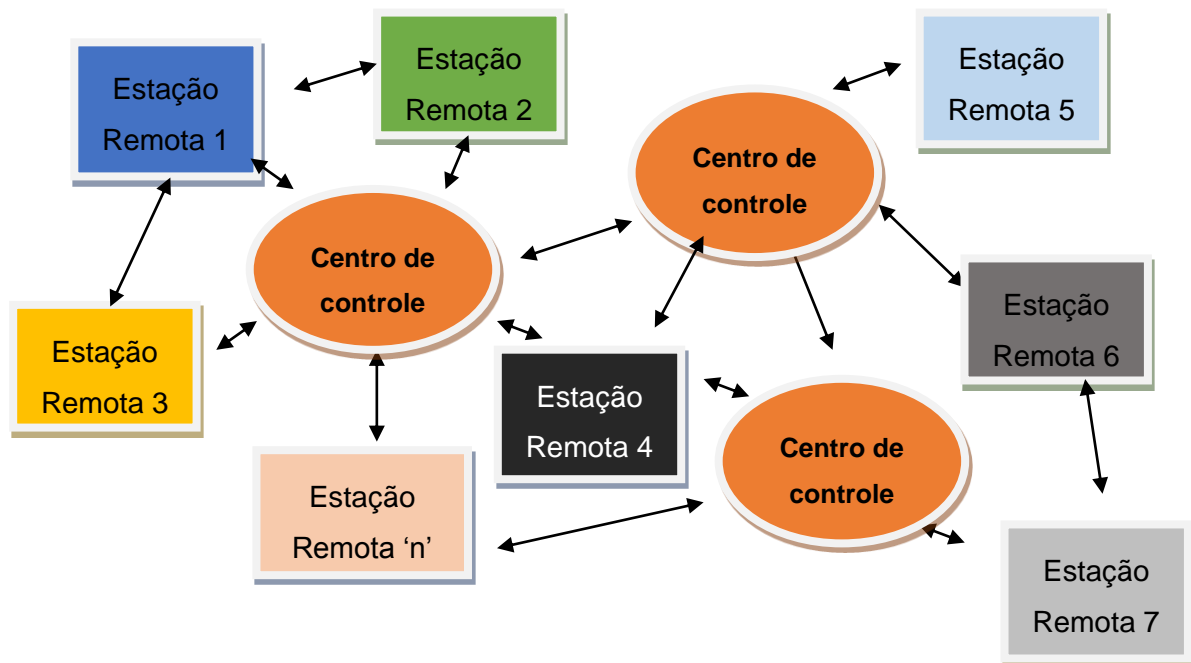 Estação
Remota 1
Estação
Remota 2
Centro de
controle
Estação
Remota 5
Centro de
controle
Estação
Remota 3
Estação
Remota 4
Estação
Remota 6
Centro de
controle
Estação
Remota ‘n’
Estação
Remota 7